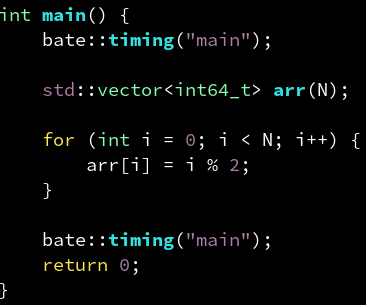 int main() {
    bate::timing("main");

    std::vector<int64_t> arr(N);

    for (int i = 0; i < N; i++) {
        arr[i] = i % 2;
    }

    bate::timing("main");
    return 0;
}